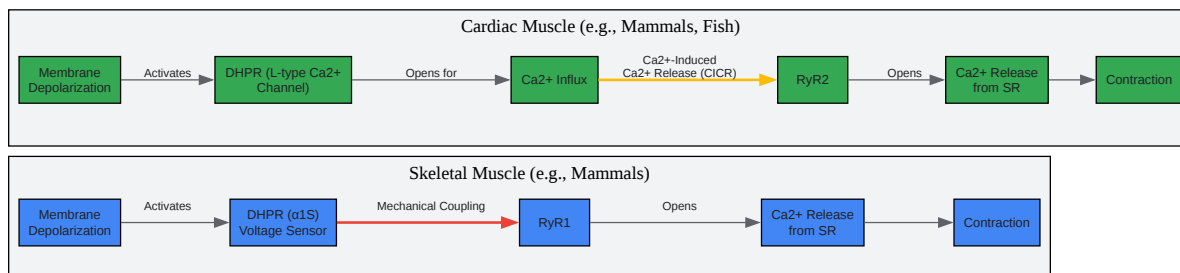 Cardiac Muscle (e.g., Mammals, Fish)
Membrane
Depolarization
Activates
DHPR (L-type Ca2+
Channel)
Opens for
Ca2+ Influx
Ca2+-Induced
Ca2+ Release (CICR)
RyR2
Opens
Ca2+ Release
from SR
Contraction
Skeletal Muscle (e.g., Mammals)
Membrane
Depolarization
Activates
DHPR (α1S)
Voltage Sensor
Mechanical Coupling
RyR1
Opens
Ca2+ Release
from SR
Contraction